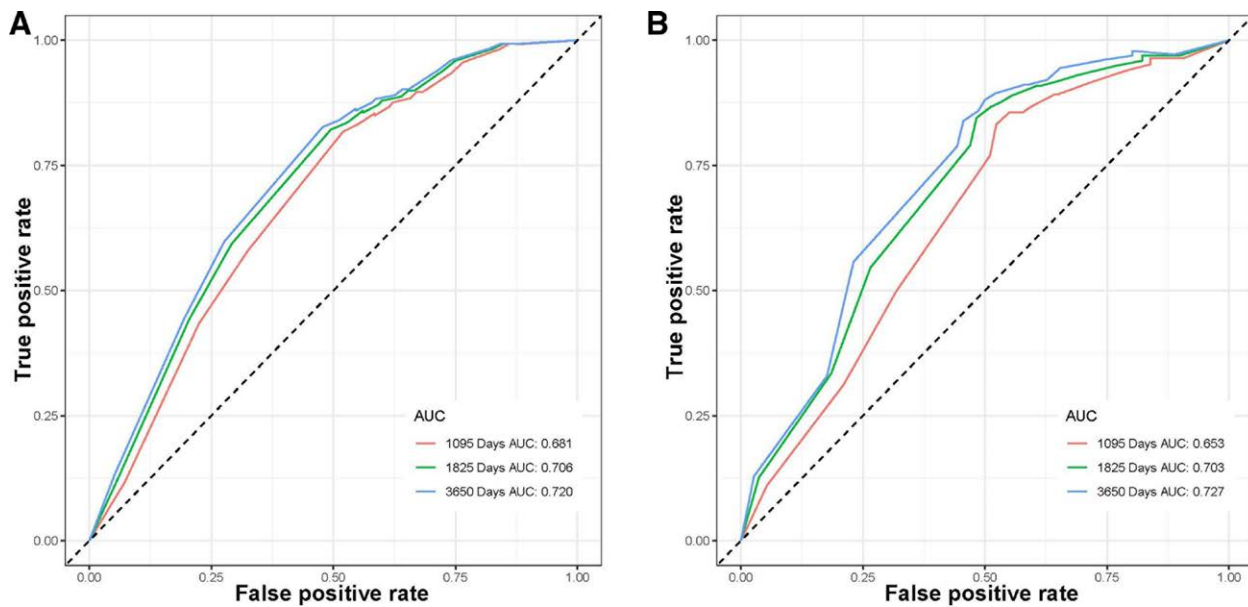 A
1.00
0.75
0.50
0.25
0.00
True positive rate
AUC
1095 Days AUC: 0.681
1825 Days AUC: 0.706
3650 Days AUC: 0.720
0.00 0.25 0.50 0.75 1.00
False positive rate
B
1.00
0.75
0.50
0.25
0.00
True positive rate
AUC
1095 Days AUC: 0.653
1825 Days AUC: 0.703
3650 Days AUC: 0.727
0.00 0.25 0.50 0.75 1.00
False positive rate